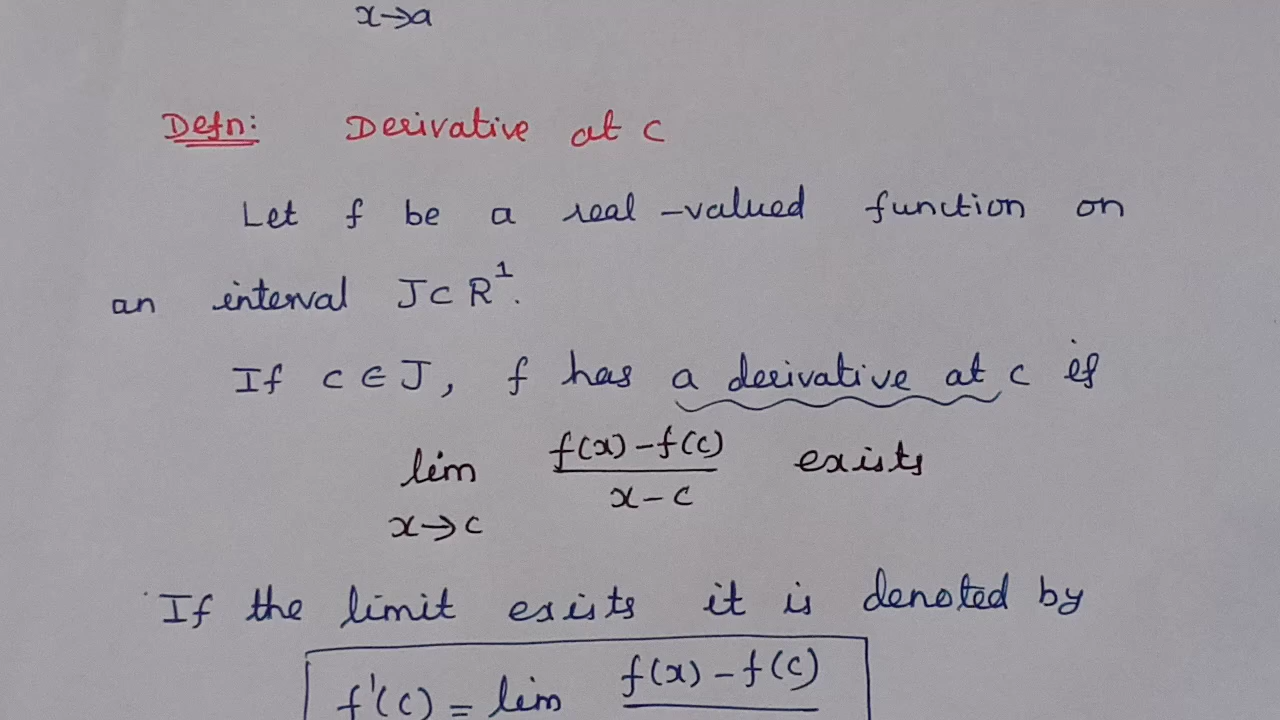 x→a
Defn: Derivative at c
Let f be a real-valued function on
an interval J⊂R¹.
If c∈J, f has a derivative at c if
lim f(x)-f(c) exists
x→c x-c
If the limit exists it is denoted by
f'(c) = lim f(x)-f(c)